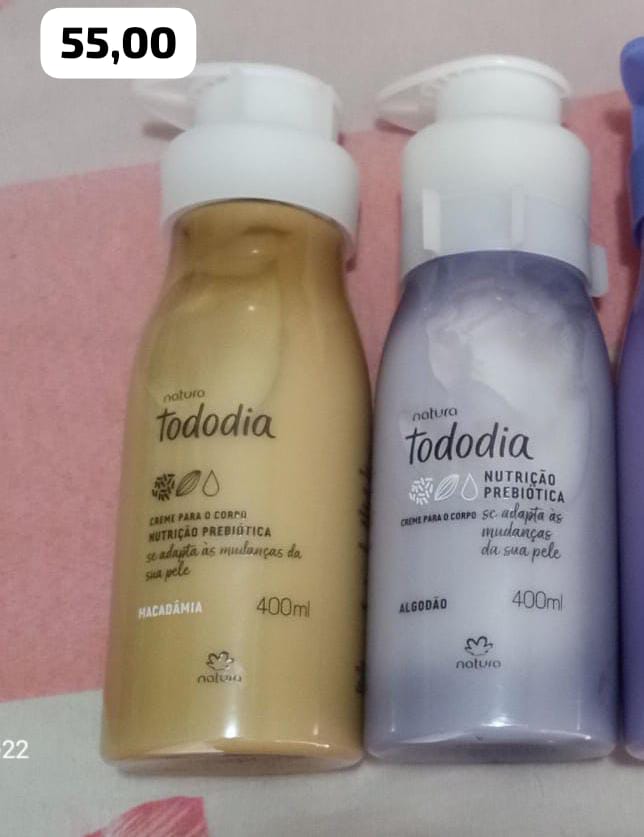 55,00
natura
tododia
CREME PARA O CORPO
NUTRIÇÃO PREBIÓTICA
se adapta às mudanças da
sua pele
MACADÂMIA 400ml
natura
natura
tododia
NUTRIÇÃO
PREBIÓTICA
CREME PARA O CORPO se adapta às
mudanças
da sua pele
ALGODÃO 400ml
natura
22